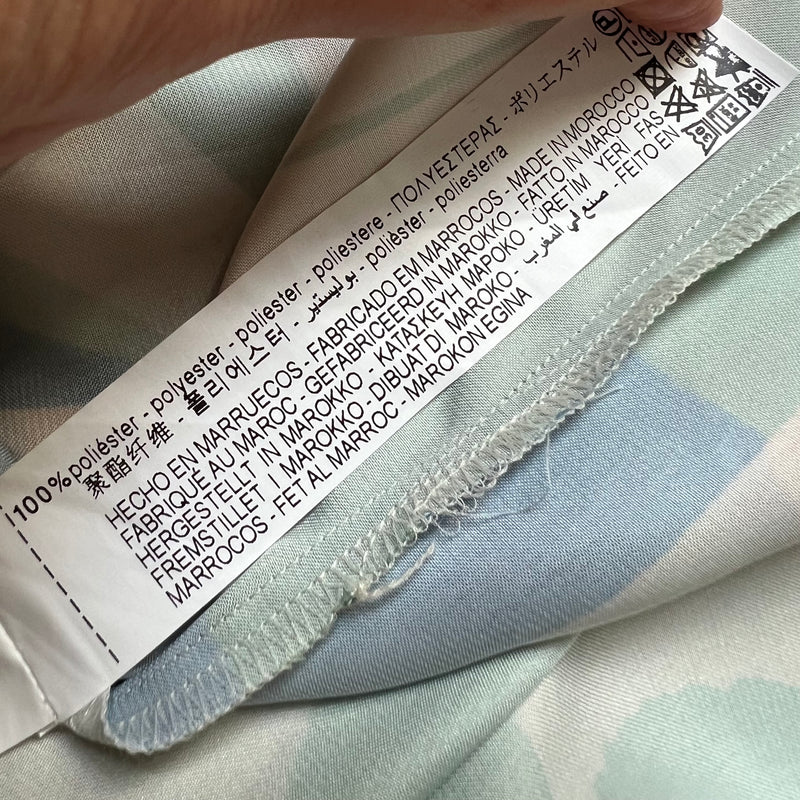 100% poliéster - polyester - poliester - poliestere - ΠΟΛΥΕΣΤΕΡΑΣ - ポリエステル
聚酯纤维 - 폴리에스터 - بوليستير - polièster - poliesterra
HECHO EN MARRUECOS - FABRICADO EM MARROCOS - MADE IN MOROCCO
FABRIQUÉ AU MAROC - GEFABRICEERD IN MAROKKO - FATTO IN MAROCCO
HERGESTELLT IN MAROKKO - ΚΑΤΑΣΚΕΥΗ ΜΑΡΟΚΟ - ÜRETİM YERİ FAS
FREMSTILLET I MAROKKO - DIBUAT DI MAROKO - صنع في المغرب - FEITO EN
MARROCOS - FET AL MARROC - MAROKON EGINA